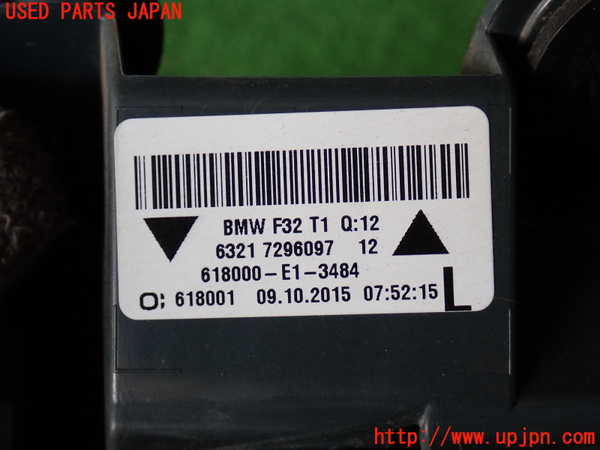 USED PARTS JAPAN
BMW F32 T1 Q:12
6321 7296097 12
618000-E1-3484
O: 618001 09.10.2015 07:52:15 L
http://www.upjpn.com/